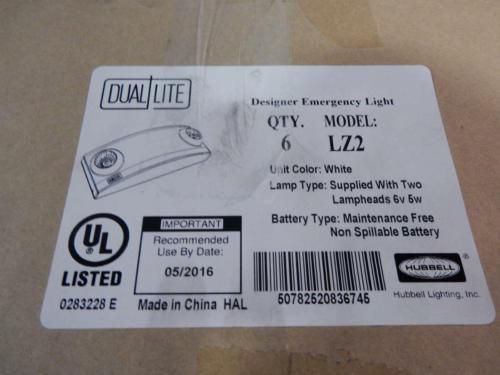 DUAL LITE
Designer Emergency Light
QTY. MODEL:
6 LZ2
Unit Color: White
Lamp Type: Supplied with Two
Lampheads 6v 5w
Battery Type: Maintenance Free
Non Spillable Battery
UL
LISTED
0283228 E
IMPORTANT
Recommended
Use By Date:
05/2016
Made in China HAL
50782520836745
HUBBELL
Hubbell Lighting, Inc.